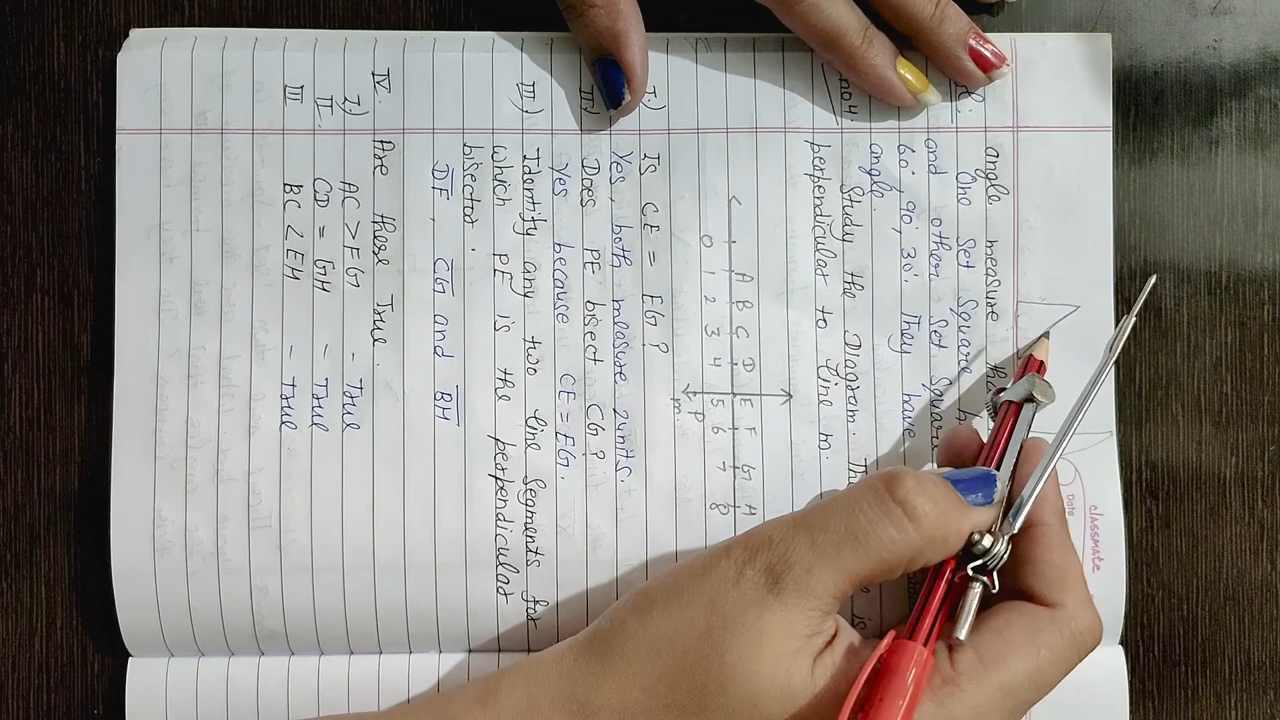 classmate
Date
angle measure
One Set Square
and other Set Square
60°, 90°, 30°. They have
angle.
no 4.
Study the Diagram.
perpendicular to line m.
A B C D E F G H
0 1 2 3 4 5 6 7 8
P
m.
I.) Is CE = EG?
Yes, both measure 2units.
II.) Does PE bisect CG?
Yes because CE = EG.
III) Identify any two line segments for
which PE is the perpendicular
bisector.
DF, CG and BH
IV. Are these True.
I.) AC > FG - True
II. CD = GH - True
III BC < EH - True